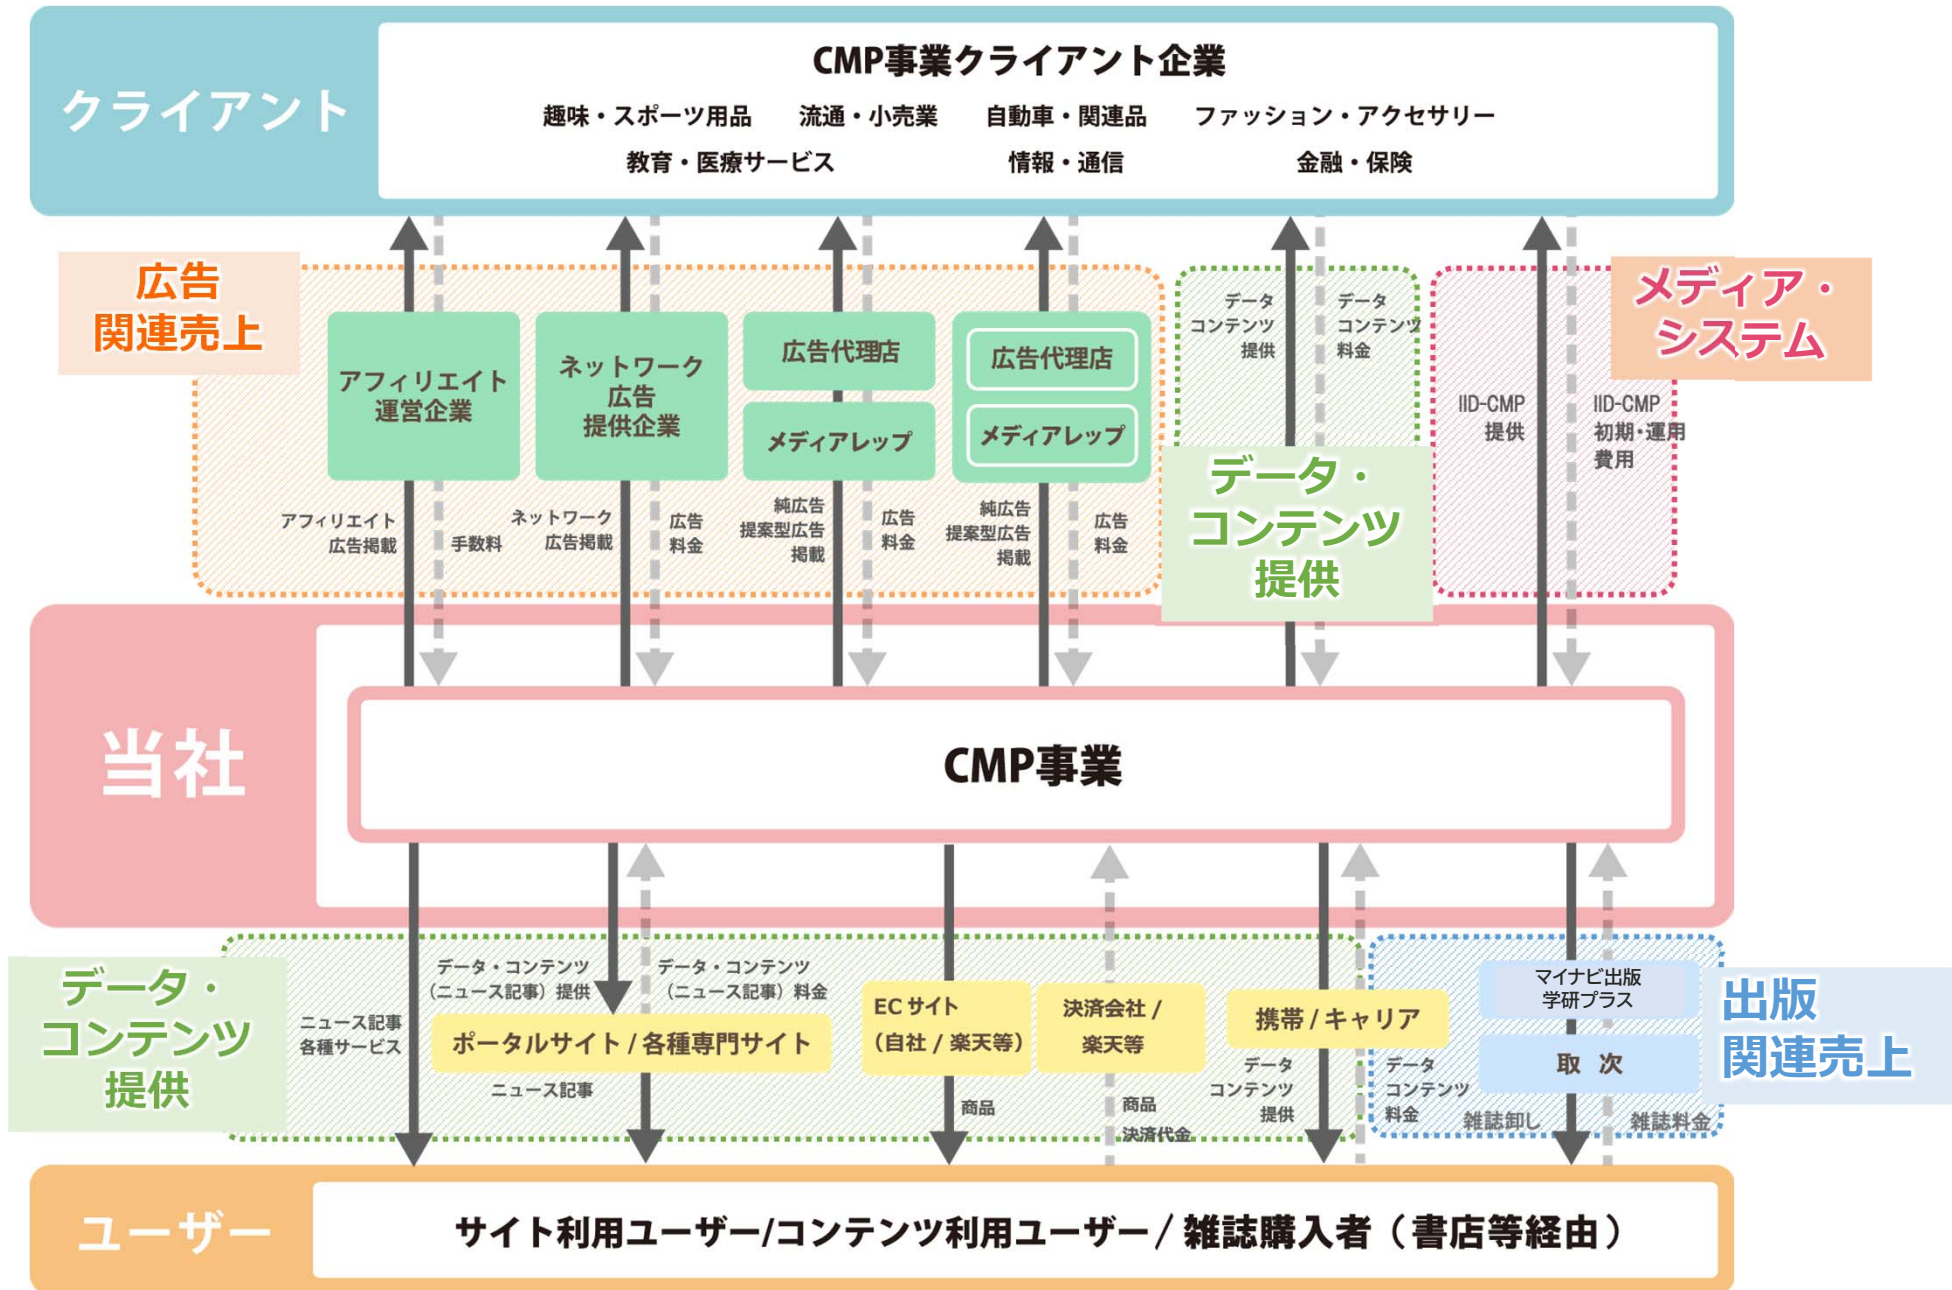 クライアント
CMP事業クライアント企業
趣味・スポーツ用品 流通・小売業 自動車・関連品 ファッション・アクセサリー
教育・医療サービス 情報・通信 金融・保険
広告
関連売上
アフィリエイト
運営企業
ネットワーク
広告
提供企業
広告代理店
メディアレップ
広告代理店
メディアレップ
データ
コンテンツ
提供
データ
コンテンツ
料金
メディア・
システム
IID-CMP
提供
IID-CMP
初期・運用
費用
アフィリエイト
広告掲載
手数料
ネットワーク
広告掲載
広告
料金
純広告
提案型広告
掲載
広告
料金
純広告
提案型広告
掲載
広告
料金
データ・
コンテンツ
提供
当社
CMP事業
データ・
コンテンツ
提供
ニュース記事
各種サービス
データ・コンテンツ
（ニュース記事）提供
データ・コンテンツ
（ニュース記事）料金
ポータルサイト / 各種専門サイト
ニュース記事
EC サイト
（自社 / 楽天等）
商品
決済会社 /
楽天等
商品
決済代金
携帯 / キャリア
データ
コンテンツ
提供
データ
コンテンツ
料金
マイナビ出版
学研プラス
取 次
雑誌卸し
雑誌料金
出版
関連売上
ユーザー
サイト利用ユーザー/コンテンツ利用ユーザー / 雑誌購入者（書店等経由）